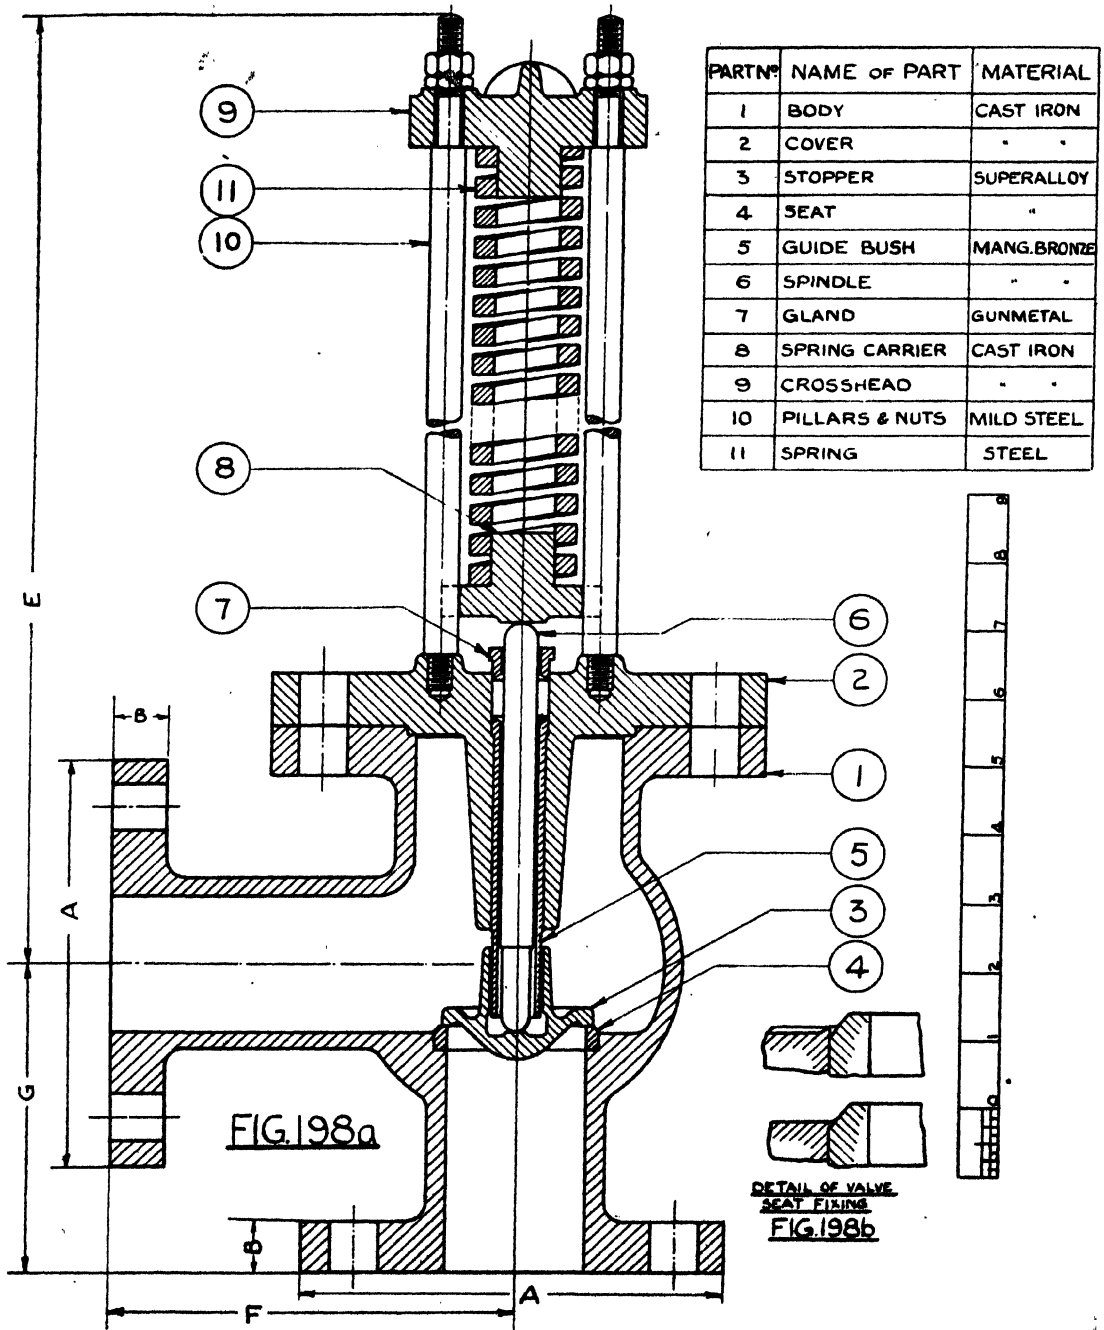 PART Nº NAME OF PART MATERIAL
1 BODY CAST IRON
2 COVER " "
3 STOPPER SUPERALLOY
4 SEAT "
5 GUIDE BUSH MANG. BRONZE
6 SPINDLE " "
7 GLAND GUNMETAL
8 SPRING CARRIER CAST IRON
9 CROSSHEAD " "
10 PILLARS & NUTS MILD STEEL
11 SPRING STEEL
9
11
10
8
7
6
2
1
5
3
4
E
B
A
G
B
A
F
9
8
7
6
5
4
3
2
1
0
FIG. 198a
DETAIL OF VALVE
SEAT FIXING
FIG. 198b